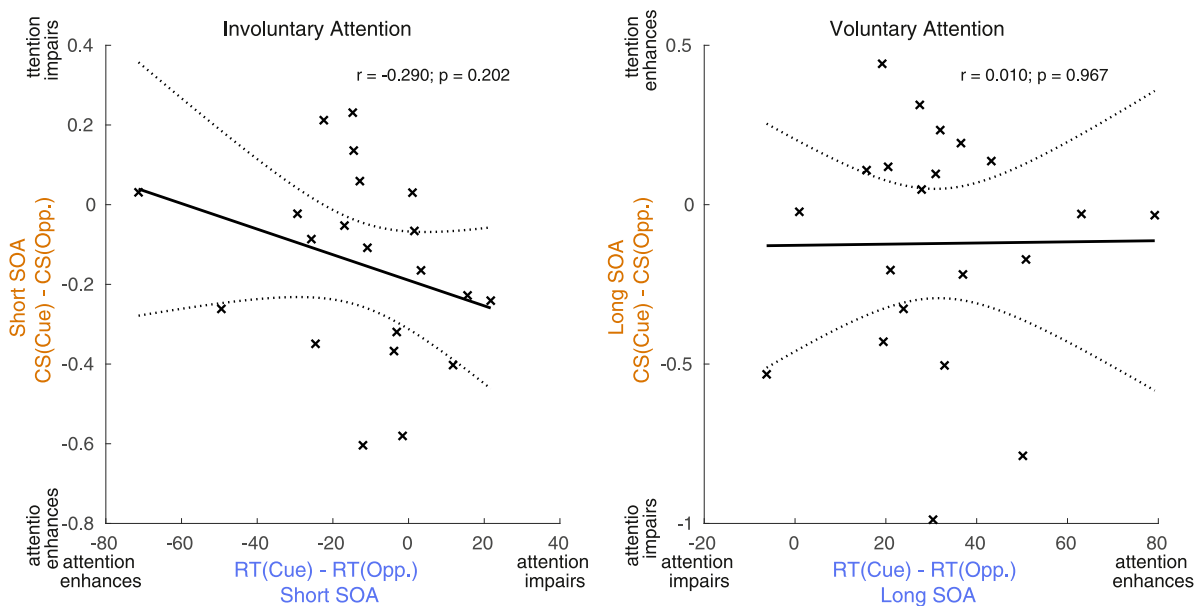 Involuntary Attention
ttention
impairs
r = -0.290; p = 0.202
0.4
0.2
0
-0.2
-0.4
-0.6
-0.8
Short SOA
CS(Cue) - CS(Opp.)
attentio
enhances
-80
-60
-40
-20
0
20
40
attention
enhances
RT(Cue) - RT(Opp.)
Short SOA
attention
impairs
Voluntary Attention
ttention
enhances
r = 0.010; p = 0.967
0.5
0
-0.5
-1
Long SOA
CS(Cue) - CS(Opp.)
attentio
impairs
-20
0
20
40
60
80
attention
impairs
RT(Cue) - RT(Opp.)
Long SOA
attention
enhances